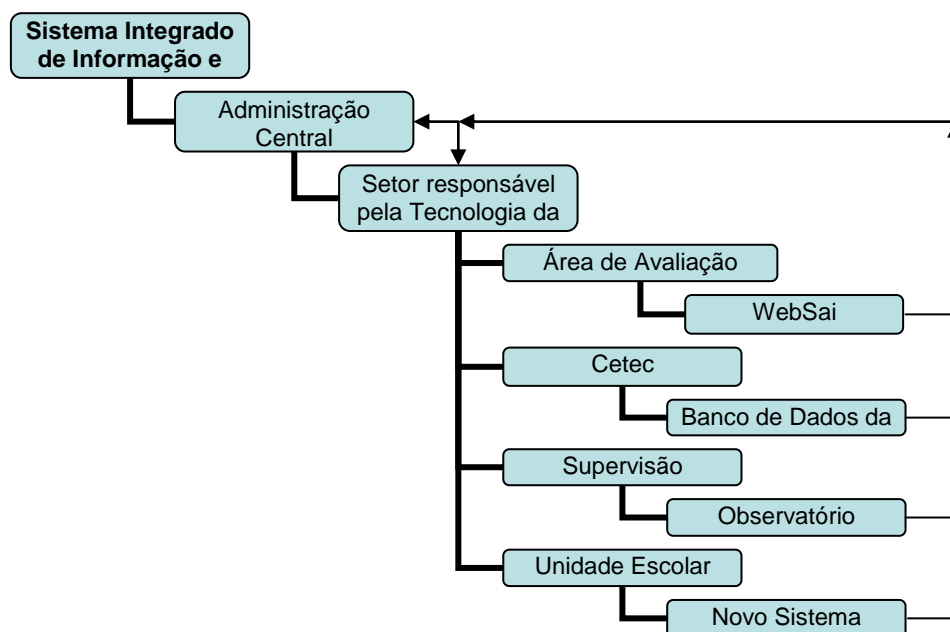 Sistema Integrado
de Informação e
Administração
Central
Setor responsável
pela Tecnologia da
Área de Avaliação
WebSai
Cetec
Banco de Dados da
Supervisão
Observatório
Unidade Escolar
Novo Sistema